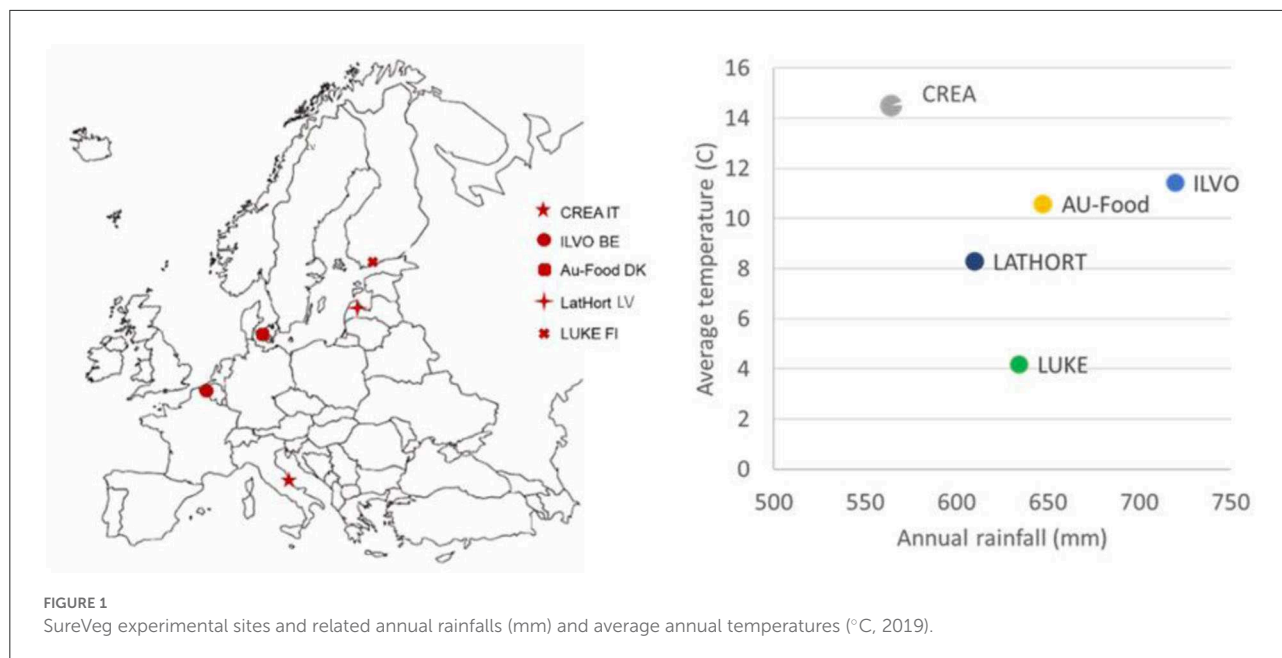 CREA IT
ILVO BE
Au-Food DK
LatHort LV
LUKE FI
16
14
12
10
8
6
4
2
0
Average temperature (C)
CREA
ILVO
AU-Food
LATHORT
LUKE
500 550 600 650 700 750
Annual rainfall (mm)
FIGURE 1
SureVeg experimental sites and related annual rainfalls (mm) and average annual temperatures (°C, 2019).